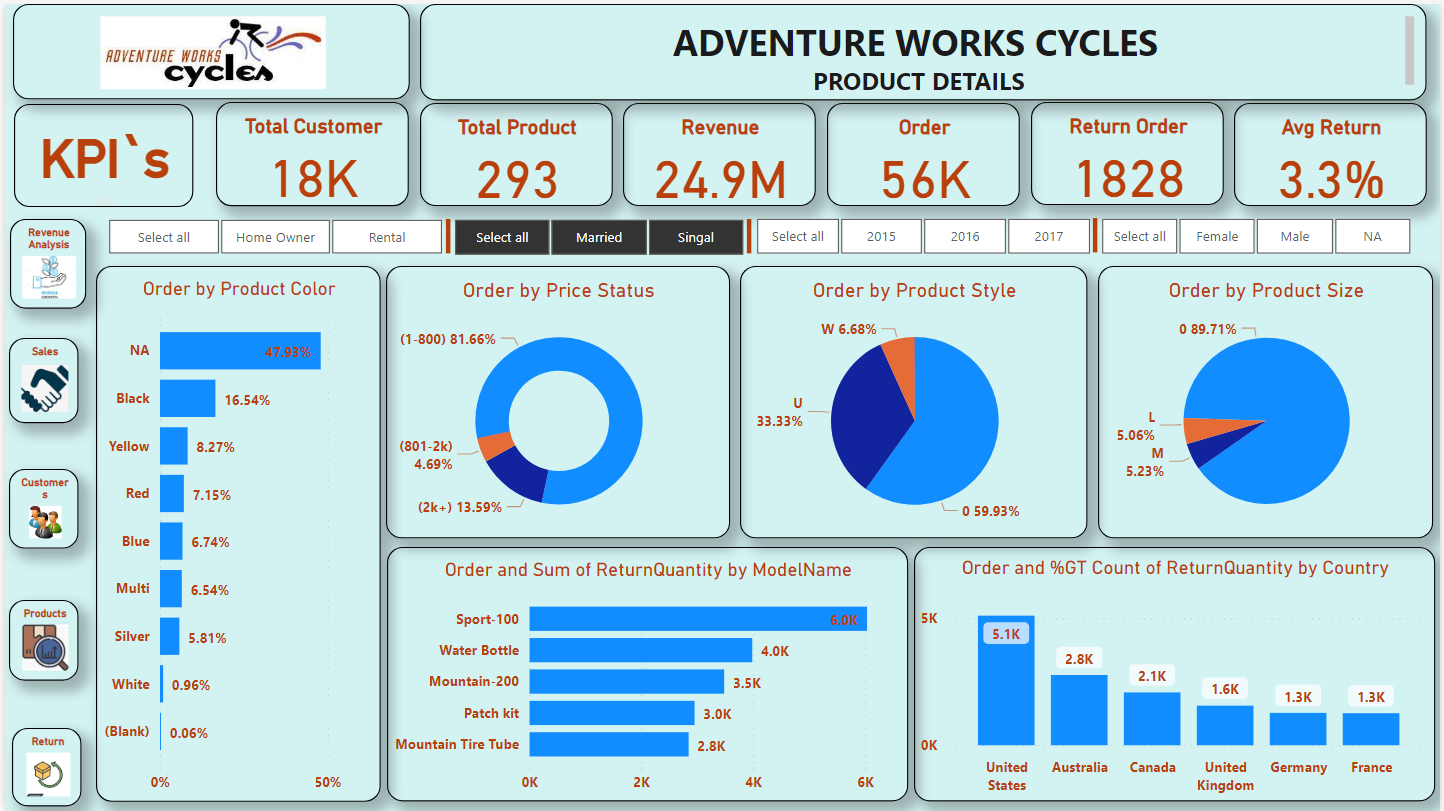 ADVENTURE WORKS
cycles
ADVENTURE WORKS CYCLES
PRODUCT DETAILS
KPI`s
Total Customer
18K
Total Product
293
Revenue
24.9M
Order
56K
Return Order
1828
Avg Return
3.3%
Revenue
Analysis
Sales
Customer
s
Products
Return
Select all
Home Owner
Rental
Select all
Married
Singal
Select all
2015
2016
2017
Select all
Female
Male
NA
Order by Product Color
NA
47.93%
Black
16.54%
Yellow
8.27%
Red
7.15%
Blue
6.74%
Multi
6.54%
Silver
5.81%
White
0.96%
(Blank)
0.06%
0%
50%
Order by Price Status
(1-800) 81.66%
(801-2k)
4.69%
(2k+) 13.59%
Order by Product Style
W 6.68%
U
33.33%
0 59.93%
Order by Product Size
0 89.71%
L
5.06%
M
5.23%
Order and Sum of ReturnQuantity by ModelName
Sport-100
6.0K
Water Bottle
4.0K
Mountain-200
3.5K
Patch kit
3.0K
Mountain Tire Tube
2.8K
0K
2K
4K
6K
Order and %GT Count of ReturnQuantity by Country
5K
0K
5.1K
2.8K
2.1K
1.6K
1.3K
1.3K
United
States
Australia
Canada
United
Kingdom
Germany
France